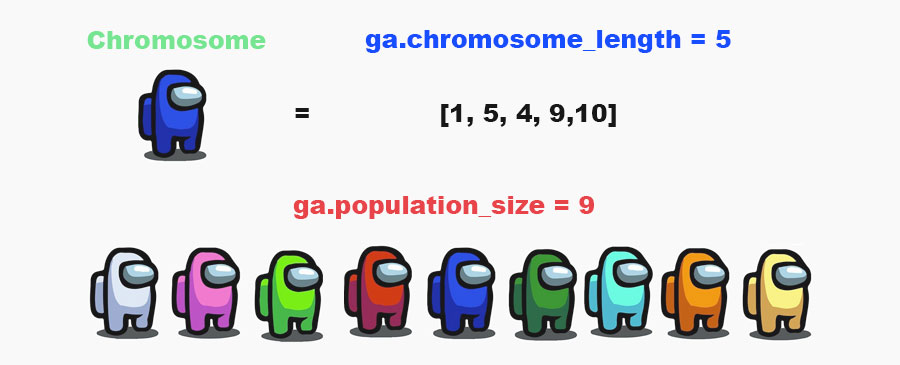 Chromosome
ga.chromosome_length = 5
= [1, 5, 4, 9,10]
ga.population_size = 9